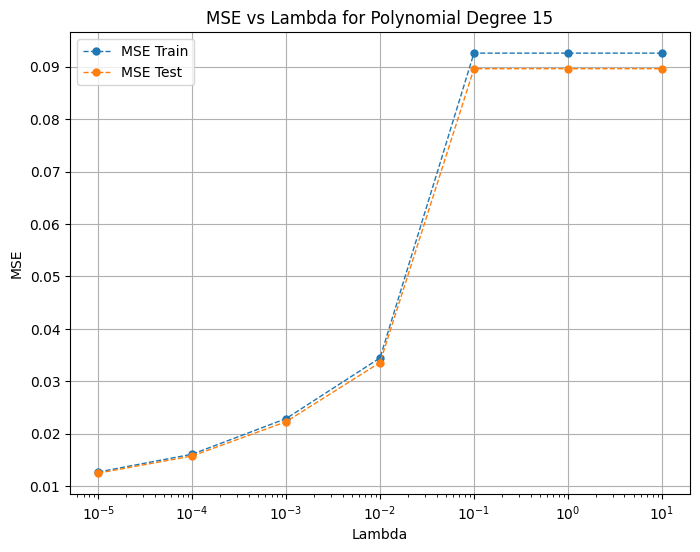 MSE vs Lambda for Polynomial Degree 15
MSE Train
MSE Test
0.09
0.08
0.07
0.06
0.05
0.04
0.03
0.02
0.01
MSE
10⁻⁵ 10⁻⁴ 10⁻³ 10⁻² 10⁻¹ 10⁰ 10¹
Lambda